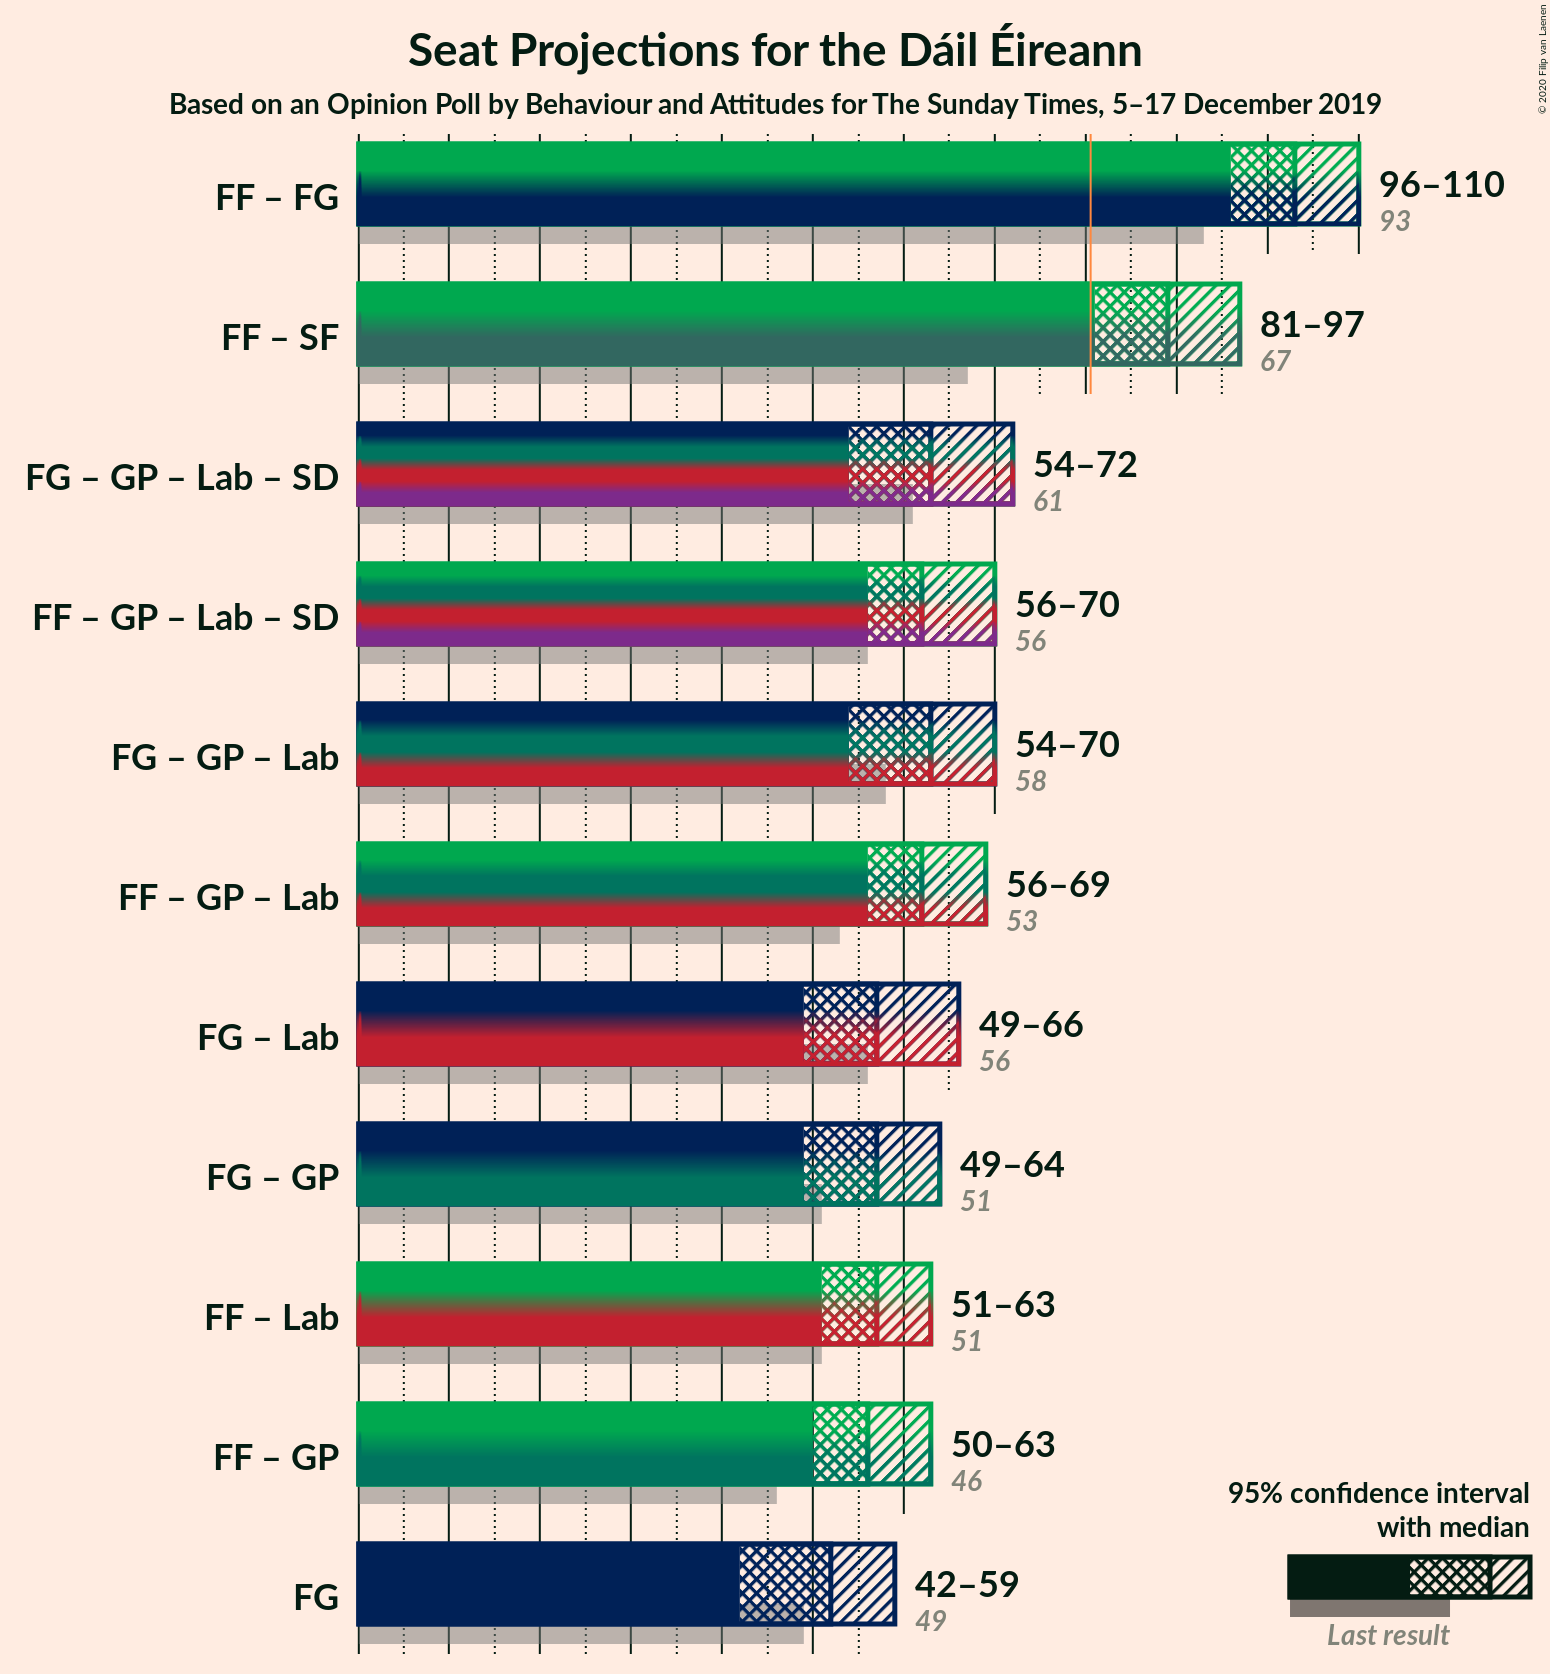 Seat Projections for the Dáil Éireann
Based on an Opinion Poll by Behaviour and Attitudes for The Sunday Times, 5–17 December 2019
© 2020 Filip van Laenen
FF – FG
96–110
93
FF – SF
81–97
67
FG – GP – Lab – SD
54–72
61
FF – GP – Lab – SD
56–70
56
FG – GP – Lab
54–70
58
FF – GP – Lab
56–69
53
FG – Lab
49–66
56
FG – GP
49–64
51
FF – Lab
51–63
51
FF – GP
50–63
46
FG
42–59
49
95% confidence interval
with median
Last result